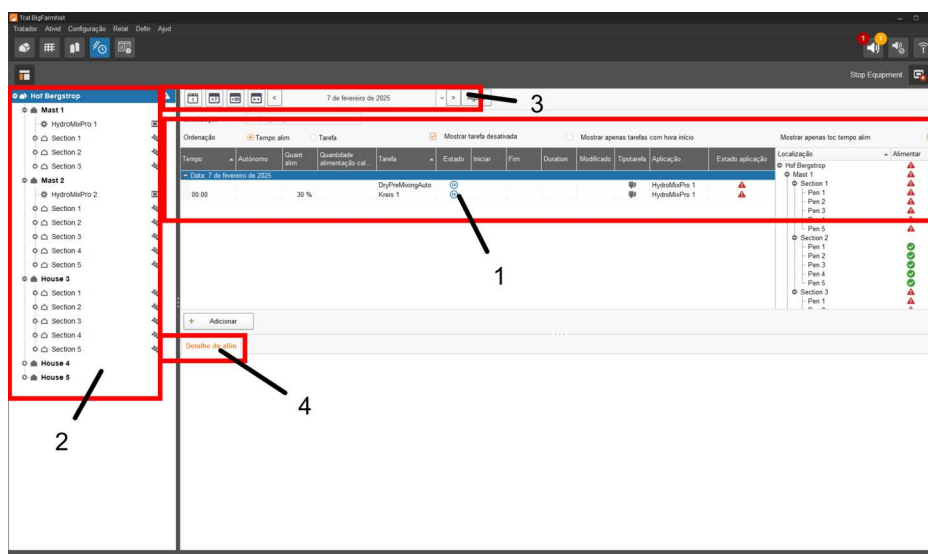 Trat BigFarmNet
Tratador Ativid Configuração Relat Defin Ajud
1 1
Stop Equipment
Hof Bergstrop
Mast 1
HydroMixPro 1
Section 1
Section 2
Section 3
Mast 2
HydroMixPro 2
Section 1
Section 2
Section 3
Section 4
Section 5
House 3
Section 1
Section 2
Section 3
Section 4
Section 5
House 4
House 5
2
1 <7 <30 < 7 de fevereiro de 2025 >
3
Ordenação Tempo alim Tarefa Mostrar tarefa desativada Mostrar apenas tarefas com hora início Mostrar apenas loc tempo alim
Tempo Autónomo Quant alim Quantidade alimentação cal... Tarefa Estado Iniciar Fim Duration Modificado Tipotarefa Aplicação Estado aplicação
Data: 7 de fevereiro de 2025
DryPreMixingAuto HydroMixPro 1
00:00 30 % Kreis 1 HydroMixPro 1
1
Localização Alimentar
Hof Bergstrop
Mast 1
Section 1
Pen 1
Pen 2
Pen 3
Pen 5
Section 2
Pen 1
Pen 2
Pen 3
Pen 4
Pen 5
Section 3
Pen 1
+ Adicionar
Detalhe de alim
4